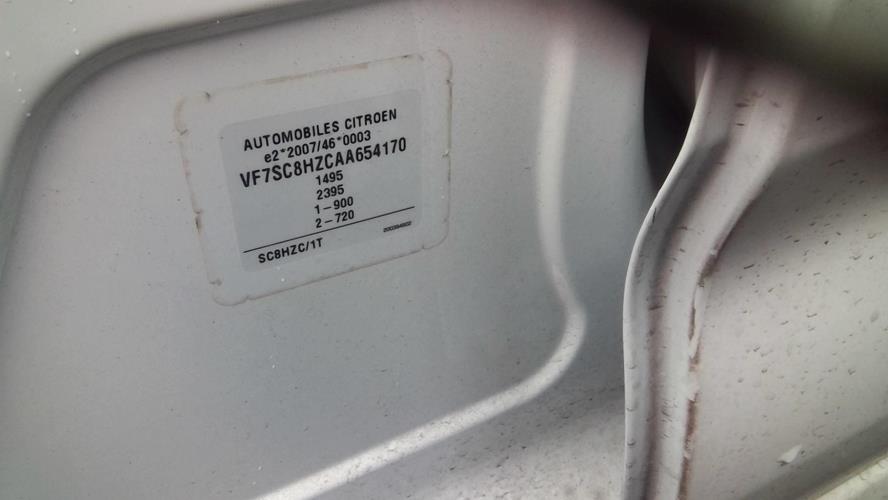 AUTOMOBILES CITROEN
e2*2007/46*0003
VF7SC8HZCAA654170
1495
2395
1-900
2-720
SC8HZC/1T